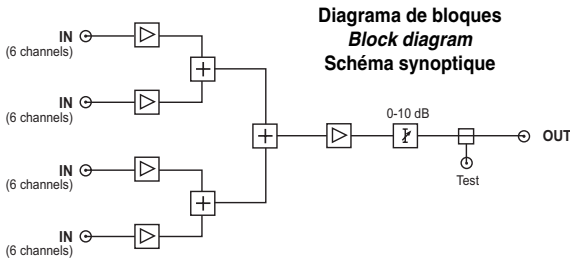 Diagrama de bloques
Block diagram
Schéma synoptique
IN
(6 channels)
IN
(6 channels)
0-10 dB
OUT
Test
IN
(6 channels)
IN
(6 channels)